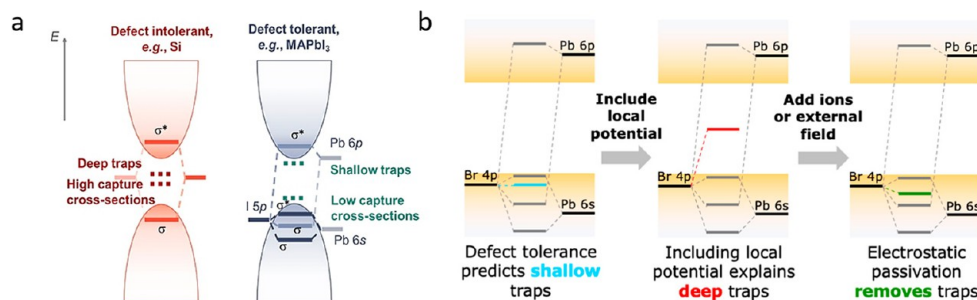 a
E
Defect intolerant,
e.g., Si
Defect tolerant,
e.g., MAPbI3
σ*
Deep traps
High capture
cross-sections
σ
σ*
Pb 6p
Shallow traps
Low capture
cross-sections
I 5p
σ*
σ
σ
Pb 6s
b
Pb 6p
Br 4p
Pb 6s
Defect tolerance
predicts shallow
traps
Include
local
potential
Pb 6p
Br 4p
Pb 6s
Including local
potential explains
deep traps
Add ions
or external
field
Pb 6p
Br 4p
Pb 6s
Electrostatic
passivation
removes traps